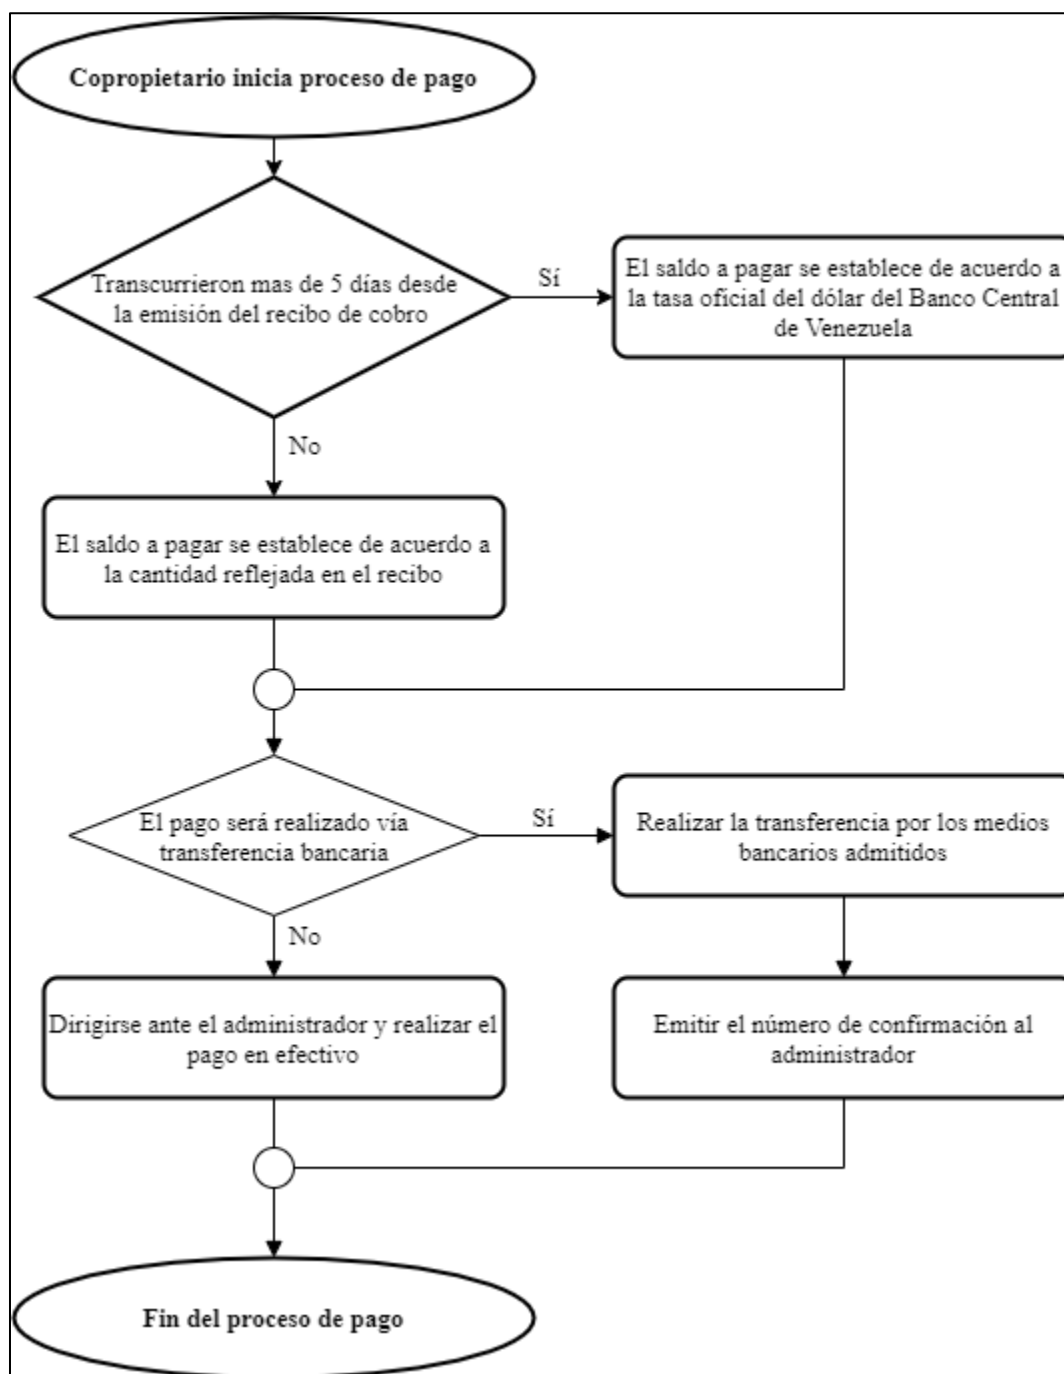 Copropietario inicia proceso de pago
Transcurrieron mas de 5 días desde
la emisión del recibo de cobro
Sí
El saldo a pagar se establece de acuerdo a
la tasa oficial del dólar del Banco Central
de Venezuela
No
El saldo a pagar se establece de acuerdo a
la cantidad reflejada en el recibo
El pago será realizado vía
transferencia bancaria
Sí
Realizar la transferencia por los medios
bancarios admitidos
No
Dirigirse ante el administrador y realizar el
pago en efectivo
Emitir el número de confirmación al
administrador
Fin del proceso de pago